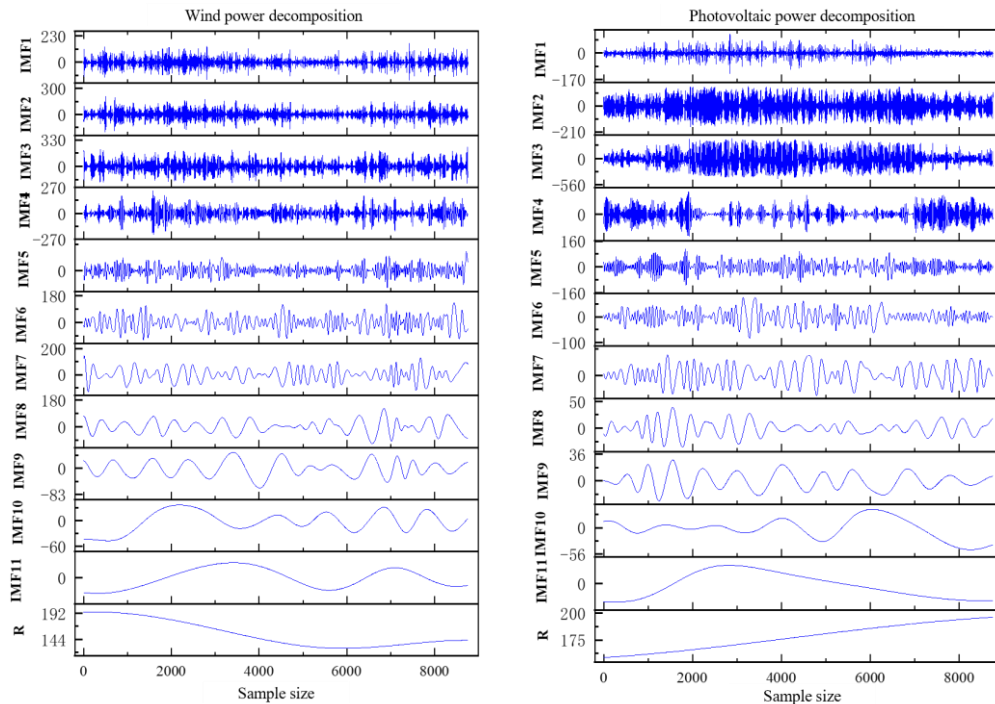 Wind power decomposition
230
0
IMF1
300
0
IMF2
330
0
IMF3
270
0
-270
IMF4
0
IMF5
180
0
IMF6
200
0
IMF7
180
0
IMF8
0
-83
IMF9
0
-60
IMF10
0
IMF11
192
144
R
0 2000 4000 6000 8000
Sample size
Photovoltaic power decomposition
0
-170
IMF1
0
-210
IMF2
0
-560
IMF3
0
IMF4
160
0
-160
IMF5
0
-100
IMF6
0
IMF7
50
0
IMF8
36
0
IMF9
0
-56
IMF10
0
IMF11
200
175
R
0 2000 4000 6000 8000
Sample size